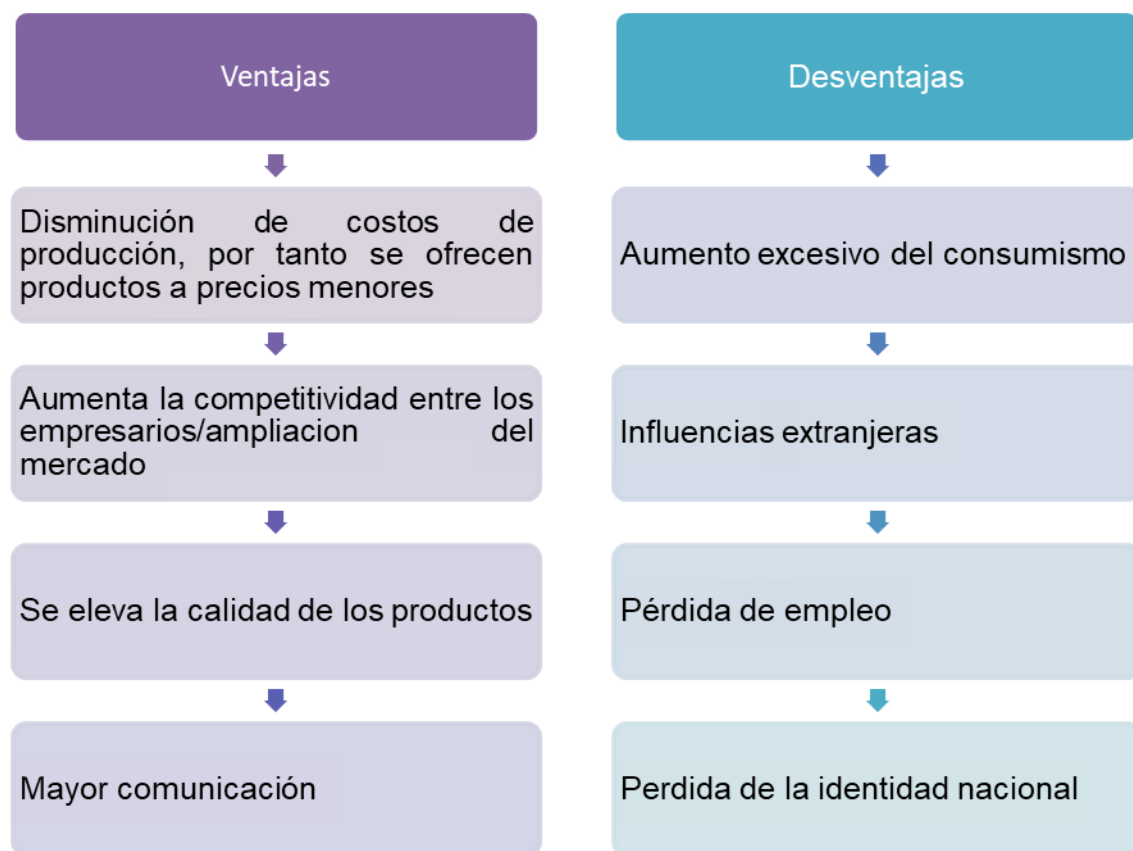 Ventajas
Disminución de costos de
producción, por tanto se ofrecen
productos a precios menores
Aumenta la competitividad entre los
empresarios/ampliacion del
mercado
Se eleva la calidad de los productos
Mayor comunicación
Desventajas
Aumento excesivo del consumismo
Influencias extranjeras
Pérdida de empleo
Perdida de la identidad nacional